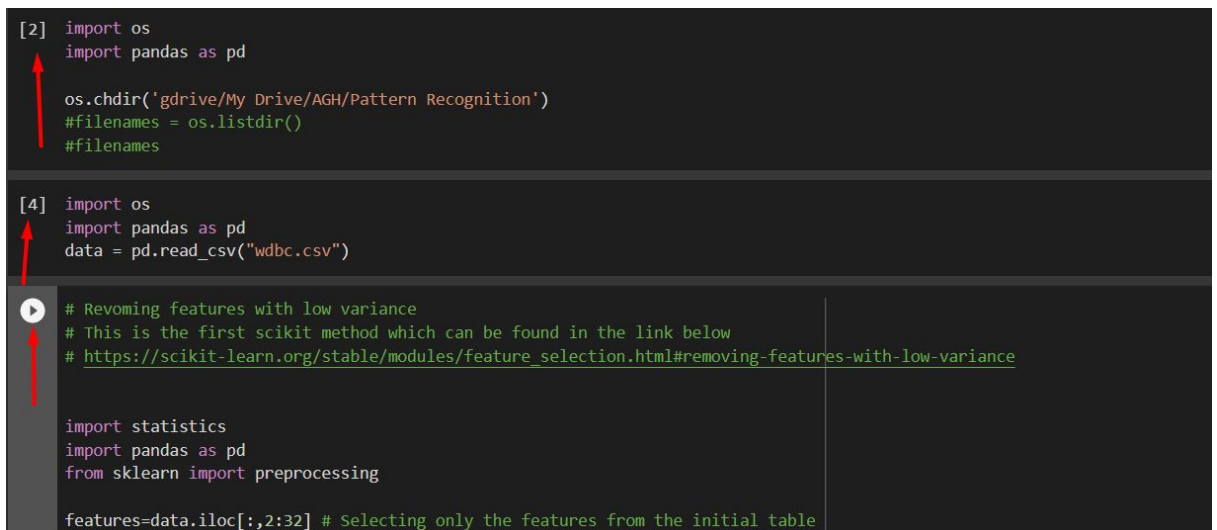 [2] import os
import pandas as pd
os.chdir('gdrive/My Drive/AGH/Pattern Recognition')
#filenames = os.listdir()
#filenames
[4] import os
import pandas as pd
data = pd.read_csv("wdbc.csv")
# Revoming features with low variance
# This is the first scikit method which can be found in the link below
# https://scikit-learn.org/stable/modules/feature_selection.html#removing-features-with-low-variance
import statistics
import pandas as pd
from sklearn import preprocessing
features=data.iloc[:,2:32] # Selecting only the features from the initial table